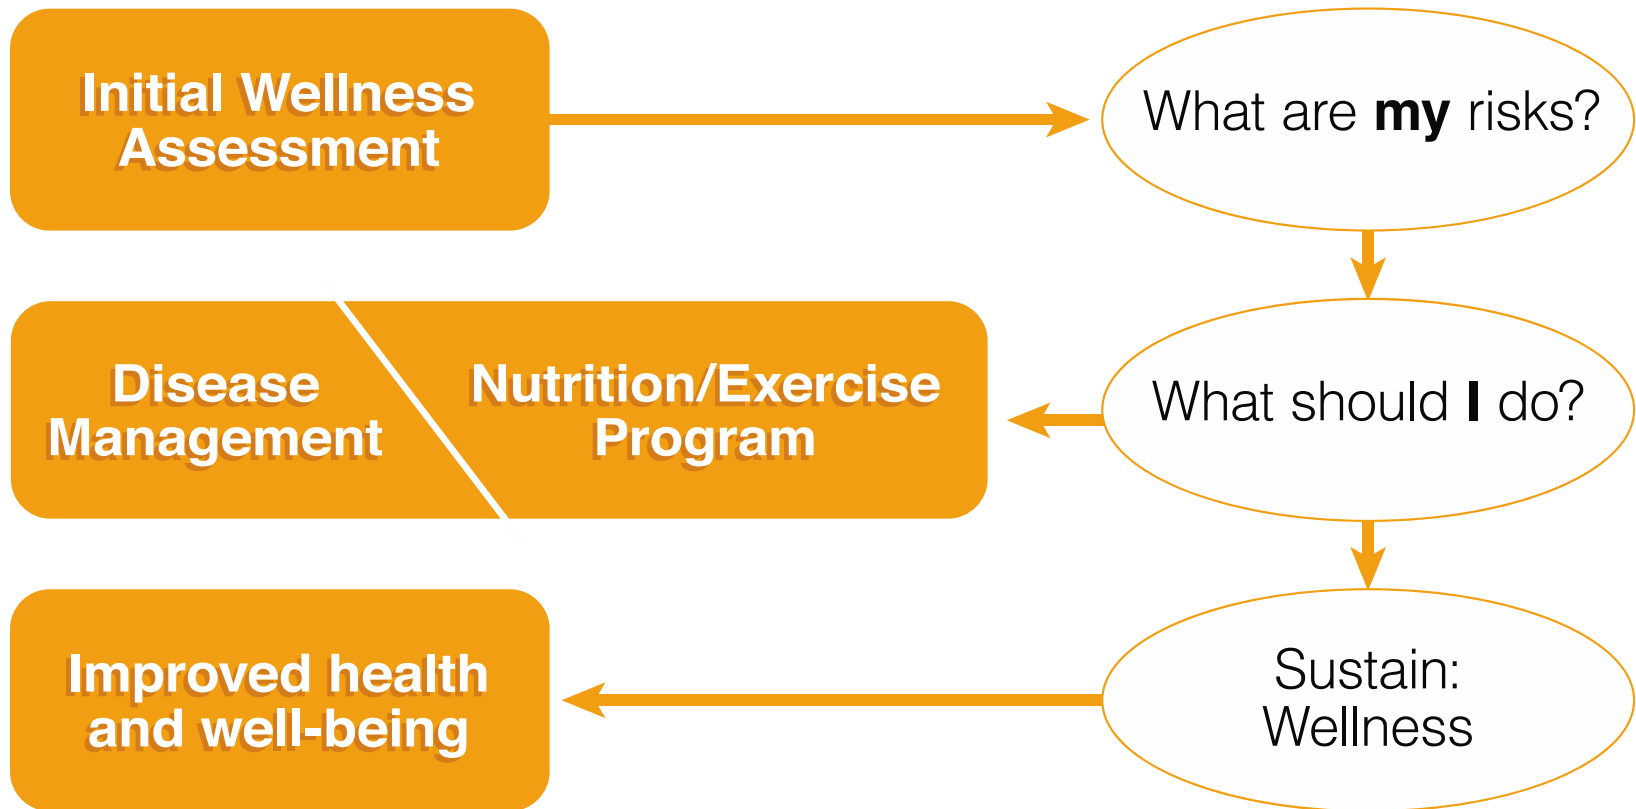 Initial Wellness
Assessment
What are my risks?
Disease
Management
Nutrition/Exercise
Program
What should I do?
Improved health
and well-being
Sustain:
Wellness